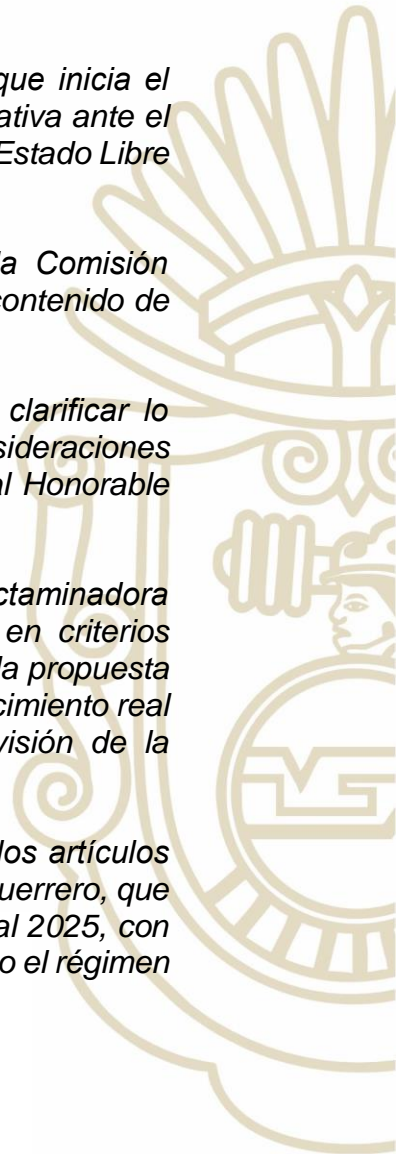 que inicia el
ativa ante el
Estado Libre
a Comisión
contenido de
clarificar lo
sideraciones
al Honorable
ctaminadora
en criterios
la propuesta
cimiento real
visión de la
los artículos
uerrero, que
al 2025, con
o el régimen